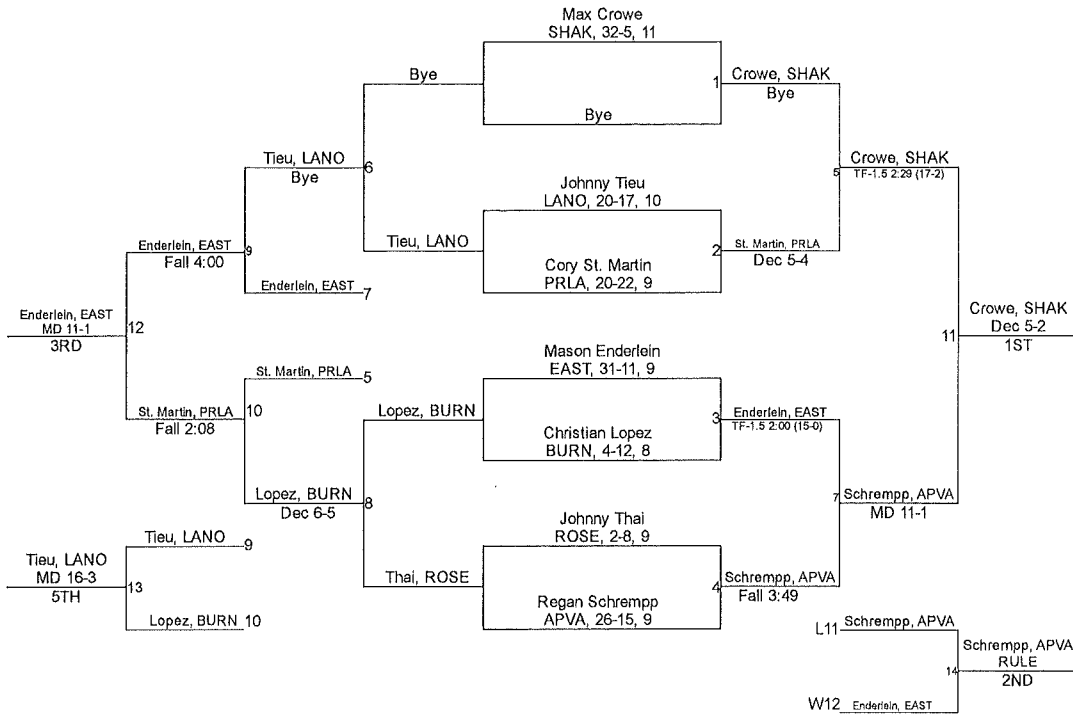 Max Crowe
SHAK, 32-5, 11
Bye
1
Crowe, SHAK
Bye
Bye
Tieu, LANO
Bye
6
5
Crowe, SHAK
TF-1.5 2:29 (17-2)
Johnny Tieu
LANO, 20-17, 10
Enderlein, EAST
Fall 4:00
9
Tieu, LANO
2
St. Martin, PRLA
Dec 5-4
Cory St. Martin
PRLA, 20-22, 9
Enderlein, EAST
7
Enderlein, EAST
MD 11-1
3RD
12
11
Crowe, SHAK
Dec 5-2
1ST
Mason Enderlein
EAST, 31-11, 9
St. Martin, PRLA
5
St. Martin, PRLA
Fall 2:08
10
Lopez, BURN
3
Enderlein, EAST
TF-1.5 2:00 (15-0)
Christian Lopez
BURN, 4-12, 8
Lopez, BURN
Dec 6-5
8
7
Schrempp, APVA
MD 11-1
Johnny Thai
ROSE, 2-8, 9
Tieu, LANO
9
Tieu, LANO
MD 16-3
5TH
13
Thai, ROSE
4
Schrempp, APVA
Fall 3:49
Regan Schrempp
APVA, 26-15, 9
Lopez, BURN
10
L11
Schrempp, APVA
14
Schrempp, APVA
RULE
2ND
W12
Enderlein, EAST